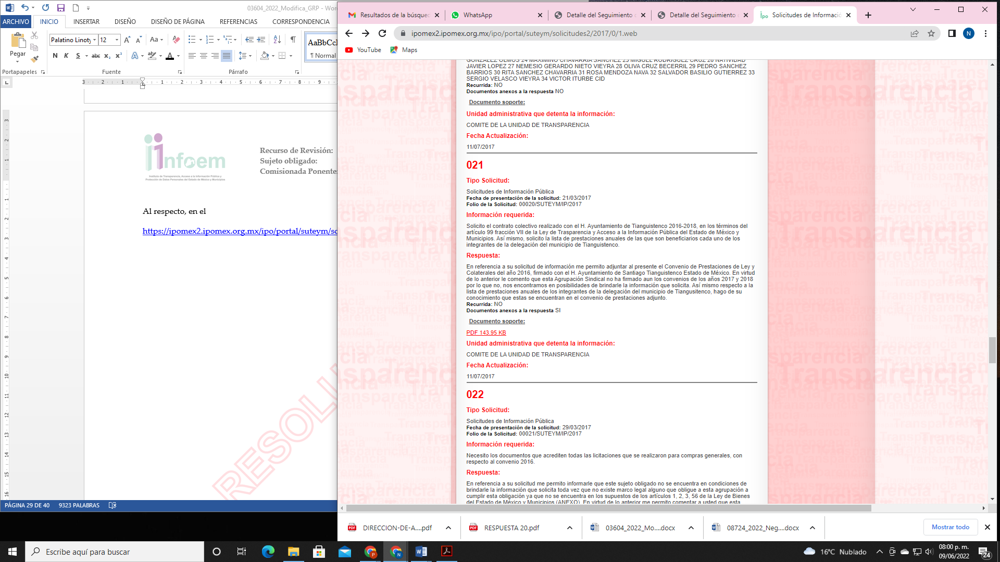 03604_2022_Modifica_GRP - Wor
ARCHIVO INICIO INSERTAR DISEÑO DISEÑO DE PÁGINA REFERENCIAS CORRESPONDENCIA
Pegar
Palatino Linoty 12
AaBbCcI
¶ Normal
Portapapeles Fuente Párrafo
infoem
Instituto de Transparencia, Acceso a la Información Pública y
Protección de Datos Personales del Estado de México y Municipios
Recurso de Revisión:
Sujeto obligado:
Comisionada Ponente:
Al respecto, en el
https://ipomex2.ipomex.org.mx/ipo/portal/suteym/so
RESOLU
PÁGINA 29 DE 40 9323 PALABRAS
Resultados de la búsqued WhatsApp Detalle del Seguimiento d Detalle del Seguimiento d Solicitudes de Informació
ipomex2.ipomex.org.mx/ipo/portal/suteym/solicitudes2/2017/0/1.web
N
YouTube Maps
GONZALEZ OLMOS 24 MAXIMINO CHAVARRIA SANCHEZ 25 MIGUEL RODRIGUEZ CRUZ 26 NATIVIDAD
JAVIER LOPEZ 27 NEMESIO GERARDO NIETO VIEYRA 28 OLIVA CRUZ BECERRIL 29 PEDRO SANCHEZ
BARRIOS 30 RITA SANCHEZ CHAVARRIA 31 ROSA MENDOZA NAVA 32 SALVADOR BASILIO GUTIERREZ 33
SERGIO VELASCO VIEYRA 34 VICTOR ITURBE CID
Recurrida: NO
Documentos anexos a la respuesta NO
Documento soporte:
Unidad administrativa que detenta la información:
COMITE DE LA UNIDAD DE TRANSPARENCIA
Fecha Actualización:
11/07/2017
021
Tipo Solicitud:
Solicitudes de Información Pública
Fecha de presentación de la solicitud: 21/03/2017
Folio de la Solicitud: 00020/SUTEYM/IP/2017
Información requerida:
Solicito el contrato colectivo realizado con el H. Ayuntamiento de Tianguistenco 2016-2018, en los términos del
artículo 99 fracción VII de la Ley de Trasparencia y Acceso a la Información Pública del Estado de México y
Municipios. Así mismo, solicito la lista de prestaciones anuales de las que son beneficiarios cada uno de los
integrantes de la delegación del municipio de Tianguistenco.
Respuesta:
En referencia a su solicitud de información me permito adjuntar al presente el Convenio de Prestaciones de Ley y
Colaterales del año 2016, firmado con el H. Ayuntamiento de Santiago Tianguistenco Estado de México. En virtud
de lo anterior le comento que esta Agrupación Sindical no ha firmado aun los convenios de los años 2017 y 2018
por lo que no, nos encontramos en posibilidades de brindarle la información que solicita. Así mismo respecto a la
lista de prestaciones anuales de los integrantes de la delegación del municipio de Tiangusitenco, hago de su
conocimiento que estas se encuentran en el convenio de prestaciones adjunto.
Recurrida: NO
Documentos anexos a la respuesta SI
Documento soporte:
PDF 143.95 KB
Unidad administrativa que detenta la información:
COMITE DE LA UNIDAD DE TRANSPARENCIA
Fecha Actualización:
11/07/2017
022
Tipo Solicitud:
Solicitudes de Información Pública
Fecha de presentación de la solicitud: 29/03/2017
Folio de la Solicitud: 00021/SUTEYM/IP/2017
Información requerida:
Necesito los documentos que acrediten todas las licitaciones que se realizaron para compras generales, con
respecto al convenio 2016.
Respuesta:
En referencia a su solicitud me permito informarle que este sujeto obligado no se encuentra en condiciones de
brindarle la información que solicita toda vez que no existe marco legal alguno que obligue a esta agrupación a
cumplir esta obligación ya que no se encuentra en los supuestos de los artículos 1, 2, 3, 56 de la Ley de Bienes
del Estado de México y Municipios (ANEXO). En virtud de lo anterior me permito comentar a usted que esta
DIRECCION-DE-A....pdf RESPUESTA 20.pdf 03604_2022_Mo....docx 08724_2022_Neg....docx Mostrar todo
Escribe aquí para buscar
16°C Nublado
08:00 p. m.
09/06/2022
24